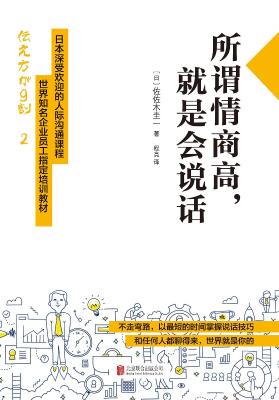 所谓情商高,
就是会说话
[日]佐佐木圭一 著
程亮 译
日本深受欢迎的人际沟通课程
世界知名企业员工指定培训教材
伝え方が9割 2
不走弯路，以最短的时间掌握说话技巧
和任何人都聊得来，世界就是你的
北京联合出版公司